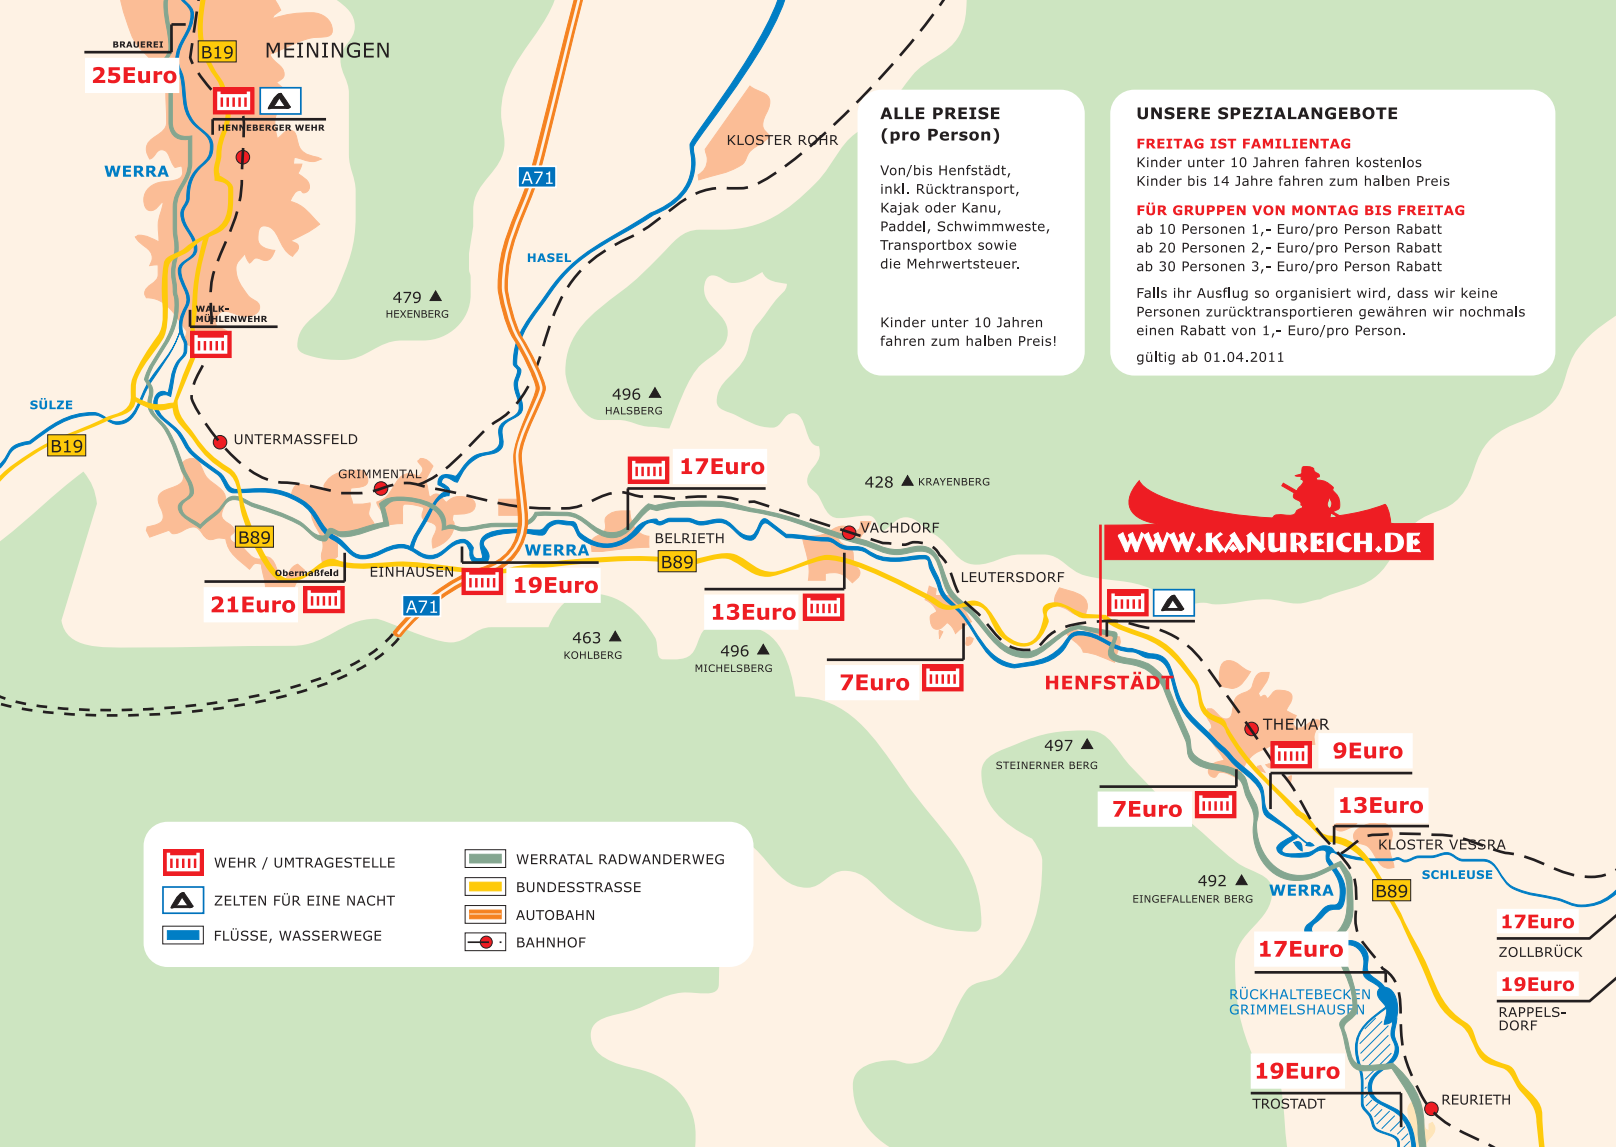 BRAUEREI
25Euro
B19
MEININGEN
HENNEBERGER WEHR
WERRA
KLOSTER ROHR
A71
HASEL
479
HEXENBERG
WALK-
MÜHLENWEHR
SÜLZE
B19
UNTERMASSFELD
GRIMMENTAL
496
HALSBERG
ALLE PREISE
(pro Person)
Von/bis Henfstädt,
inkl. Rücktransport,
Kajak oder Kanu,
Paddel, Schwimmweste,
Transportbox sowie
die Mehrwertsteuer.
Kinder unter 10 Jahren
fahren zum halben Preis!
UNSERE SPEZIALANGEBOTE
FREITAG IST FAMILIENTAG
Kinder unter 10 Jahren fahren kostenlos
Kinder bis 14 Jahre fahren zum halben Preis
FÜR GRUPPEN VON MONTAG BIS FREITAG
ab 10 Personen 1,- Euro/pro Person Rabatt
ab 20 Personen 2,- Euro/pro Person Rabatt
ab 30 Personen 3,- Euro/pro Person Rabatt
Falls ihr Ausflug so organisiert wird, dass wir keine
Personen zurücktransportieren gewähren wir nochmals
einen Rabatt von 1,- Euro/pro Person.
gültig ab 01.04.2011
17Euro
428
KRAYENBERG
VACHDORF
BELRIETH
WERRA
B89
B89
Obermaßfeld
EINHAUSEN
21Euro
A71
19Euro
13Euro
LEUTERSDORF
WWW.KANUREICH.DE
463
KOHLBERG
496
MICHELSBERG
7Euro
HENFSTÄDT
THEMAR
497
STEINERNER BERG
9Euro
7Euro
13Euro
KLOSTER VESSRA
SCHLEUSE
492
EINGEFALLENER BERG
WERRA
B89
17Euro
ZOLLBRÜCK
17Euro
RÜCKHALTEBECKEN
GRIMMELSHAUSEN
19Euro
RAPPELS-
DORF
19Euro
TROSTADT
REURIETH
WEHR / UMTRAGESTELLE
ZELTEN FÜR EINE NACHT
FLÜSSE, WASSERWEGE
WERRATAL RADWANDERWEG
BUNDESSTRASSE
AUTOBAHN
BAHNHOF